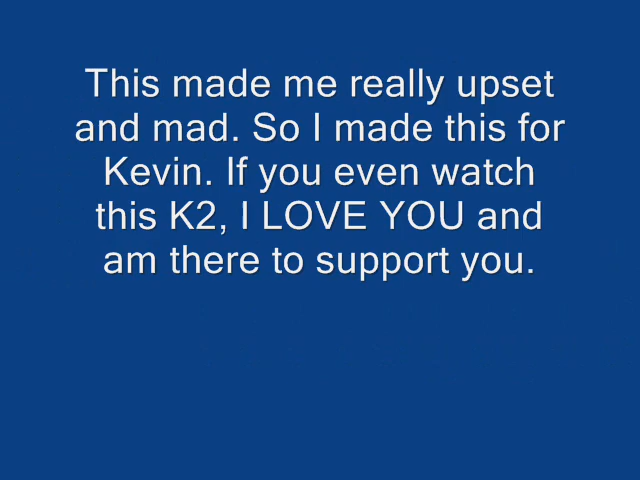 This made me really upset
and mad. So I made this for
Kevin. If you even watch
this K2, I LOVE YOU and
am there to support you.